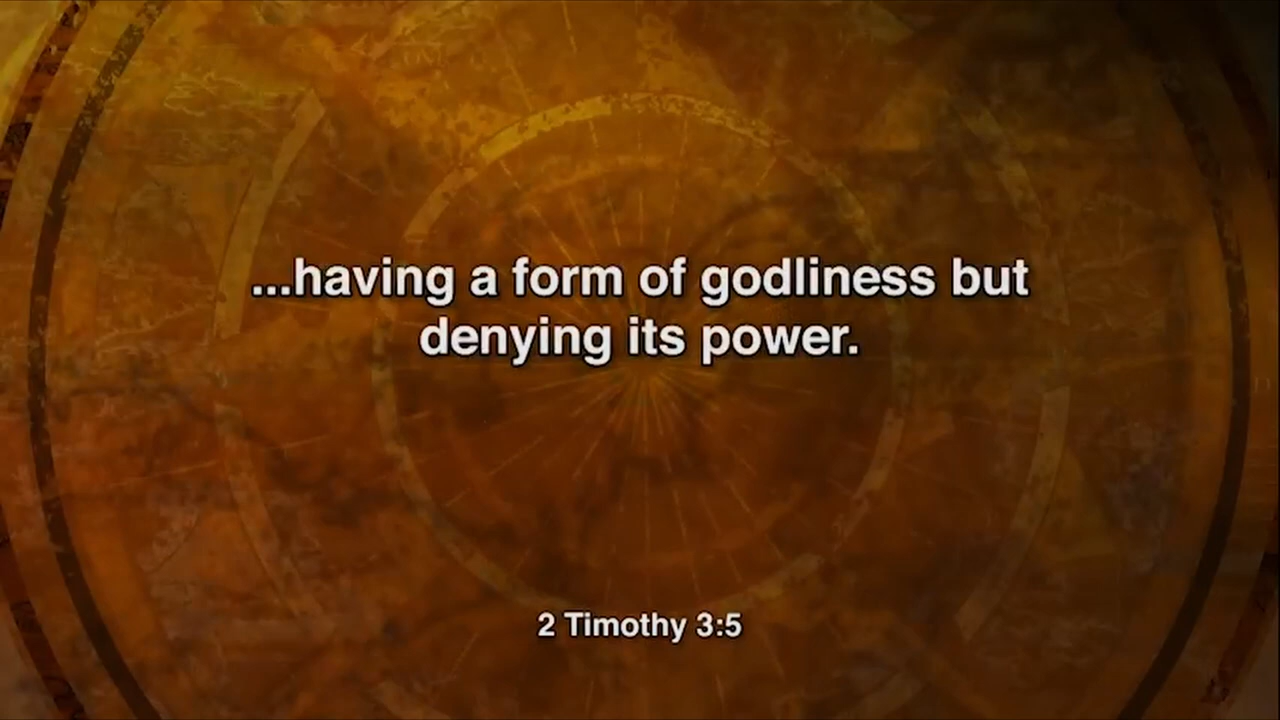 ...having a form of godliness but
denying its power.
2 Timothy 3:5